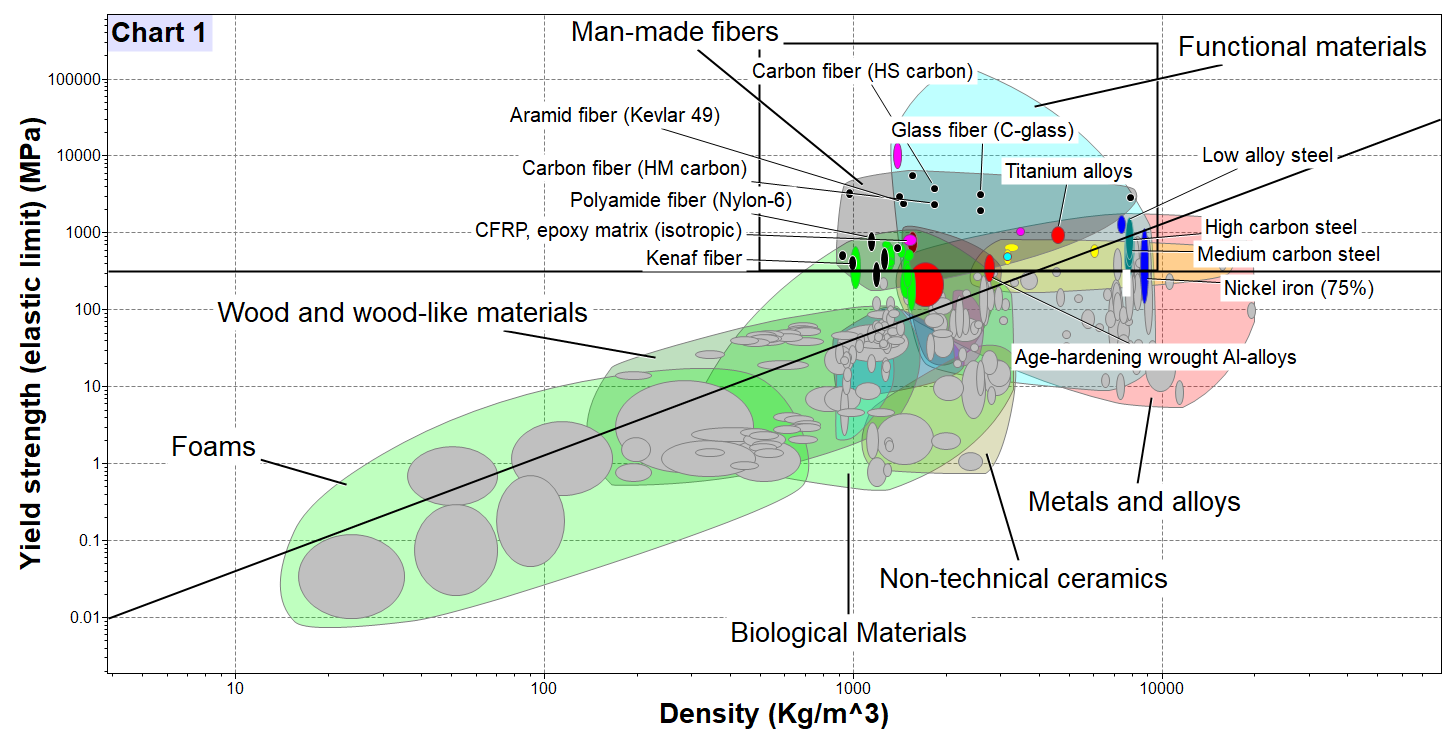 Chart 1
Man-made fibers
Functional materials
Carbon fiber (HS carbon)
Aramid fiber (Kevlar 49)
Glass fiber (C-glass)
Low alloy steel
Carbon fiber (HM carbon)
Titanium alloys
Polyamide fiber (Nylon-6)
CFRP, epoxy matrix (isotropic)
High carbon steel
Kenaf fiber
Medium carbon steel
Nickel iron (75%)
Wood and wood-like materials
Age-hardening wrought Al-alloys
Foams
Metals and alloys
Non-technical ceramics
Biological Materials
Yield strength (elastic limit) (MPa)
100000
10000
1000
100
10
1
0.1
0.01
10
100
1000
10000
Density (Kg/m^3)